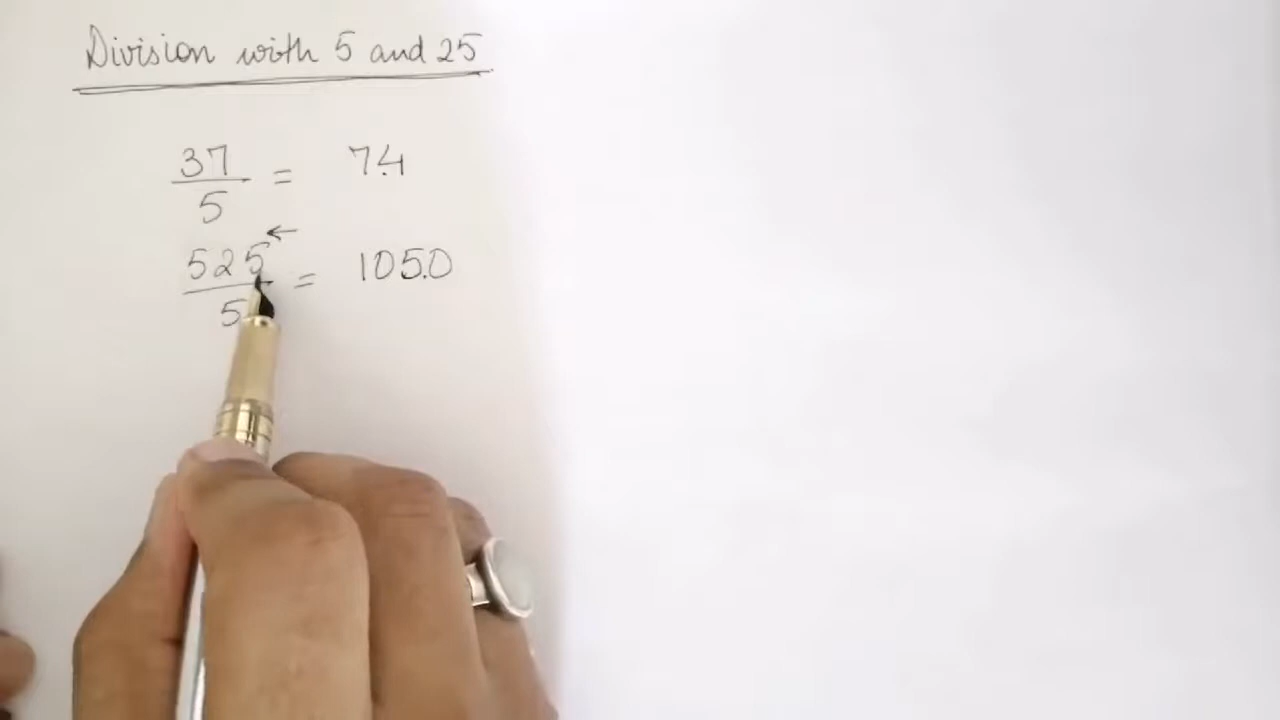 Division with 5 and 25
37/5 = 7.4
←
525/5 = 105.0